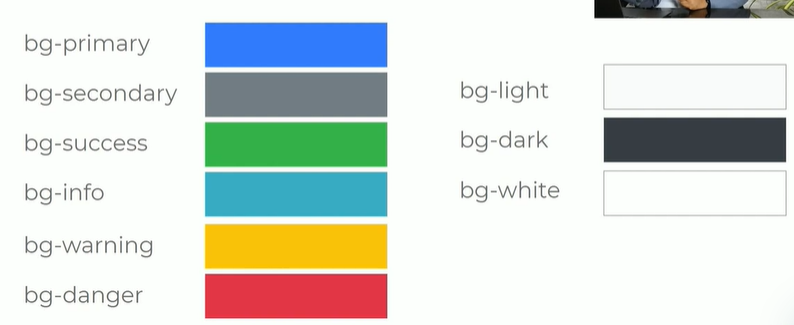 bg-primary
bg-secondary
bg-success
bg-info
bg-warning
bg-danger
bg-light
bg-dark
bg-white